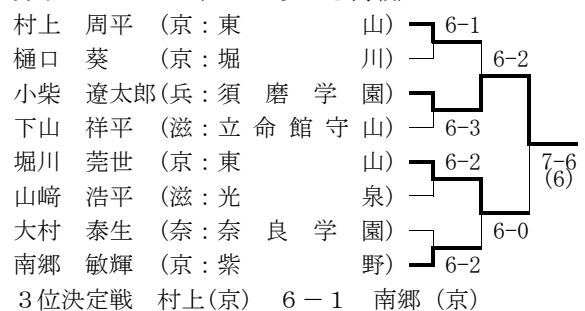 村上 周平 (京：東 山) 6-1
樋口 葵 (京：堀 川) 6-2
小柴 遼太郎(兵：須 磨 学 園)
下山 祥平 (滋：立 命 館 守 山) 6-3
堀川 莞世 (京：東 山) 6-2 7-6
(6)
山﨑 浩平 (滋：光 泉)
大村 泰生 (奈：奈 良 学 園) 6-0
南郷 敏輝 (京：紫 野) 6-2
３位決定戦 村上(京) ６－１ 南郷 (京)